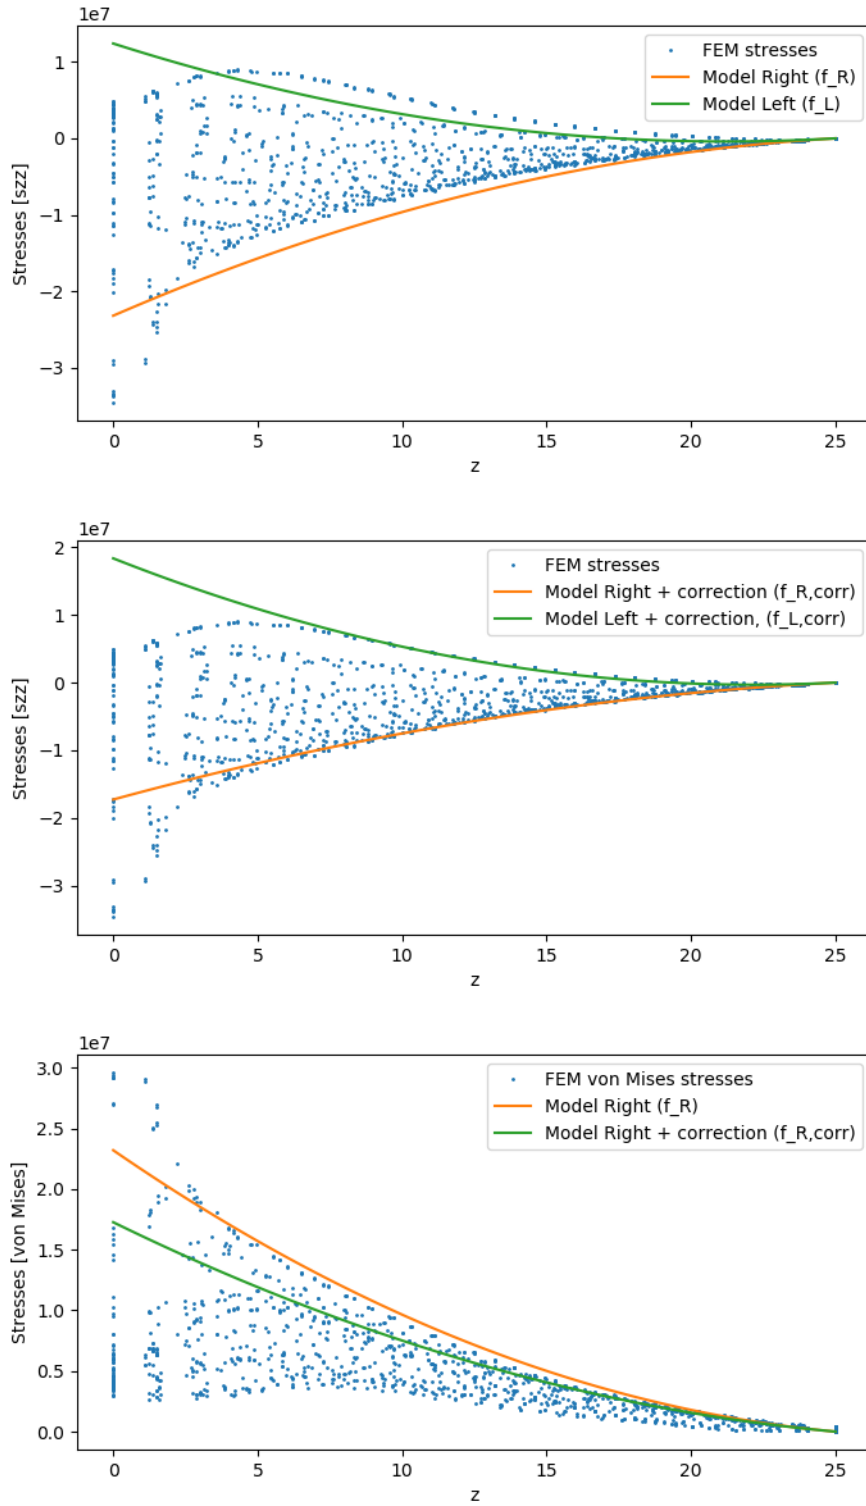 1e7
FEM stresses
Model Right (f_R)
Model Left (f_L)
Stresses [szz]
1
0
−1
−2
−3
0
5
10
15
20
25
z
1e7
FEM stresses
Model Right + correction (f_R,corr)
Model Left + correction, (f_L,corr)
Stresses [szz]
2
1
0
−1
−2
−3
0
5
10
15
20
25
z
1e7
FEM von Mises stresses
Model Right (f_R)
Model Right + correction (f_R,corr)
Stresses [von Mises]
3.0
2.5
2.0
1.5
1.0
0.5
0.0
0
5
10
15
20
25
z